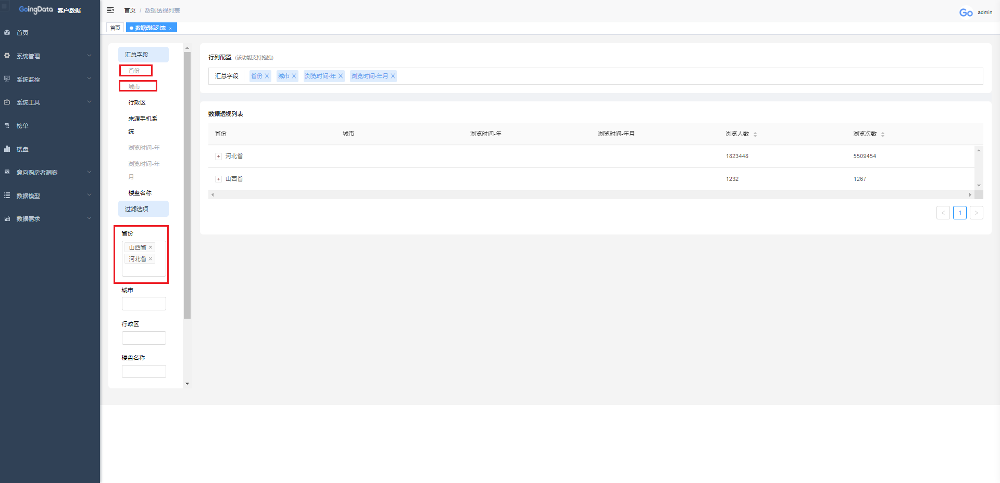 GoingData 客户数据
首页
系统管理
系统监控
系统工具
榜单
楼盘
意向购房者洞察
数据模型
数据需求
首页 / 数据透视列表
Go admin
首页 数据透视列表 ×
汇总字段
省份
城市
行政区
来源手机系
统
浏览时间-年
浏览时间-年
月
楼盘名称
过滤选项
省份
山西省 ×
河北省 ×
城市
行政区
楼盘名称
行列配置 (该功能支持拖拽)
汇总字段 省份 X 城市 X 浏览时间-年 X 浏览时间-年月 X
数据透视列表
省份 城市 浏览时间-年 浏览时间-年月 浏览人数 浏览次数
+ 河北省 1823448 5509454
+ 山西省 1232 1267
< 1 >